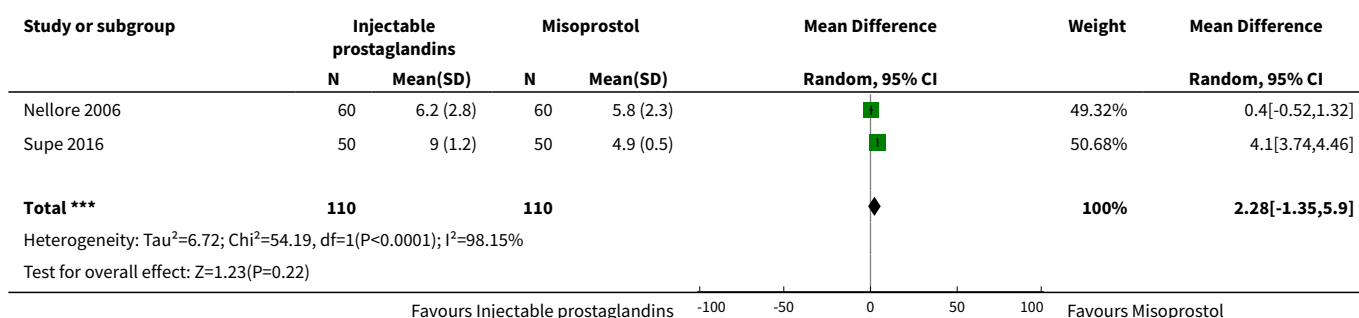 Study or subgroup Injectable prostaglandins Misoprostol Mean Difference Weight Mean Difference
N Mean(SD) N Mean(SD) Random, 95% CI Random, 95% CI
Nellore 2006 60 6.2 (2.8) 60 5.8 (2.3) 49.32% 0.4[-0.52,1.32]
Supe 2016 50 9 (1.2) 50 4.9 (0.5) 50.68% 4.1[3.74,4.46]
Total *** 110 110 100% 2.28[-1.35,5.9]
Heterogeneity: Tau²=6.72; Chi²=54.19, df=1(P<0.0001); I²=98.15%
Test for overall effect: Z=1.23(P=0.22)
Favours Injectable prostaglandins -100 -50 0 50 100 Favours Misoprostol